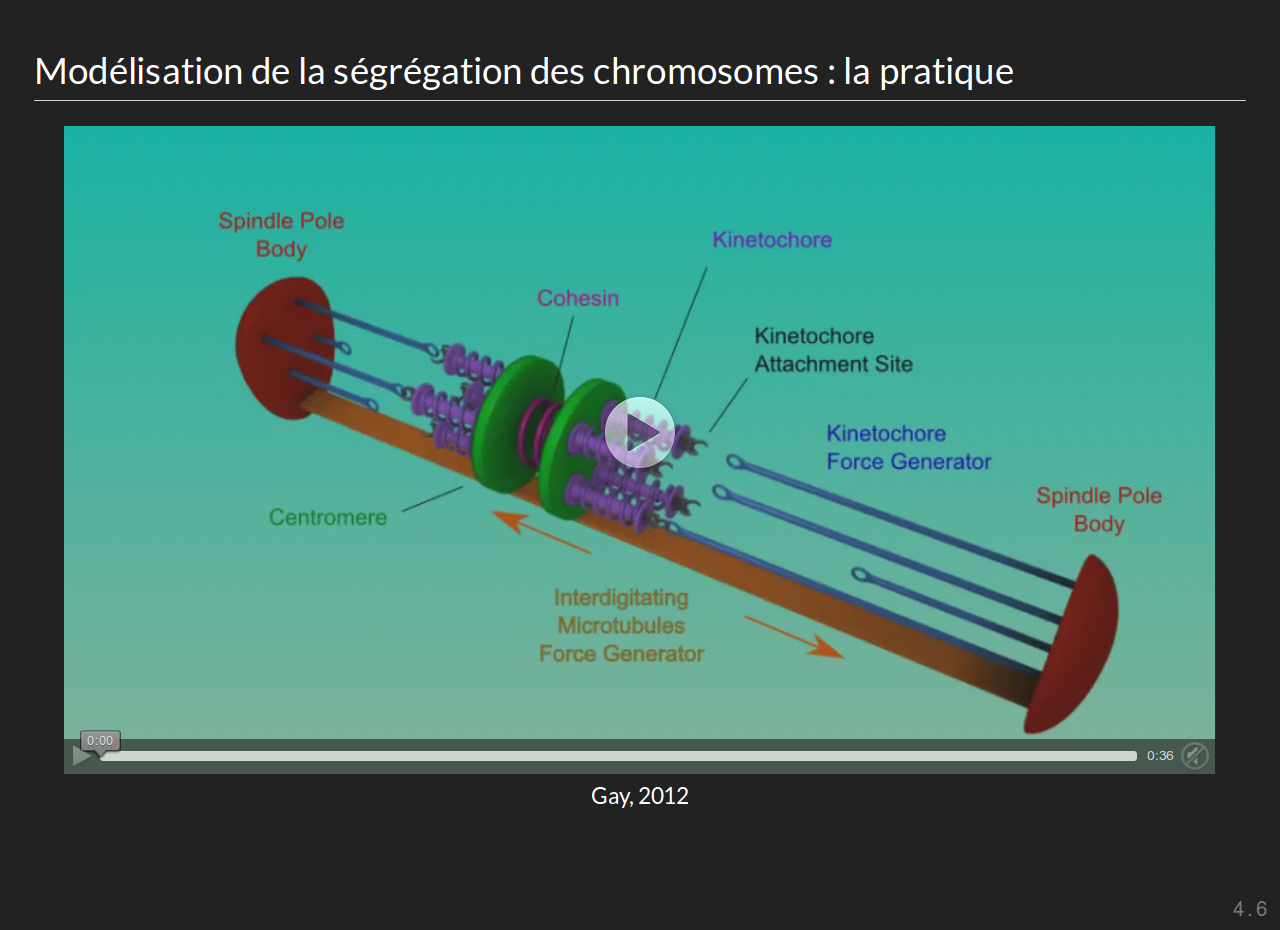 Modélisation de la ségrégation des chromosomes : la pratique
Spindle Pole
Body
Kinetochore
Cohesin
Kinetochore
Attachment Site
Kinetochore
Force Generator
Spindle Pole
Body
Centromere
Interdigitating
Microtubules
Force Generator
0:00
0:36
Gay, 2012
4.6